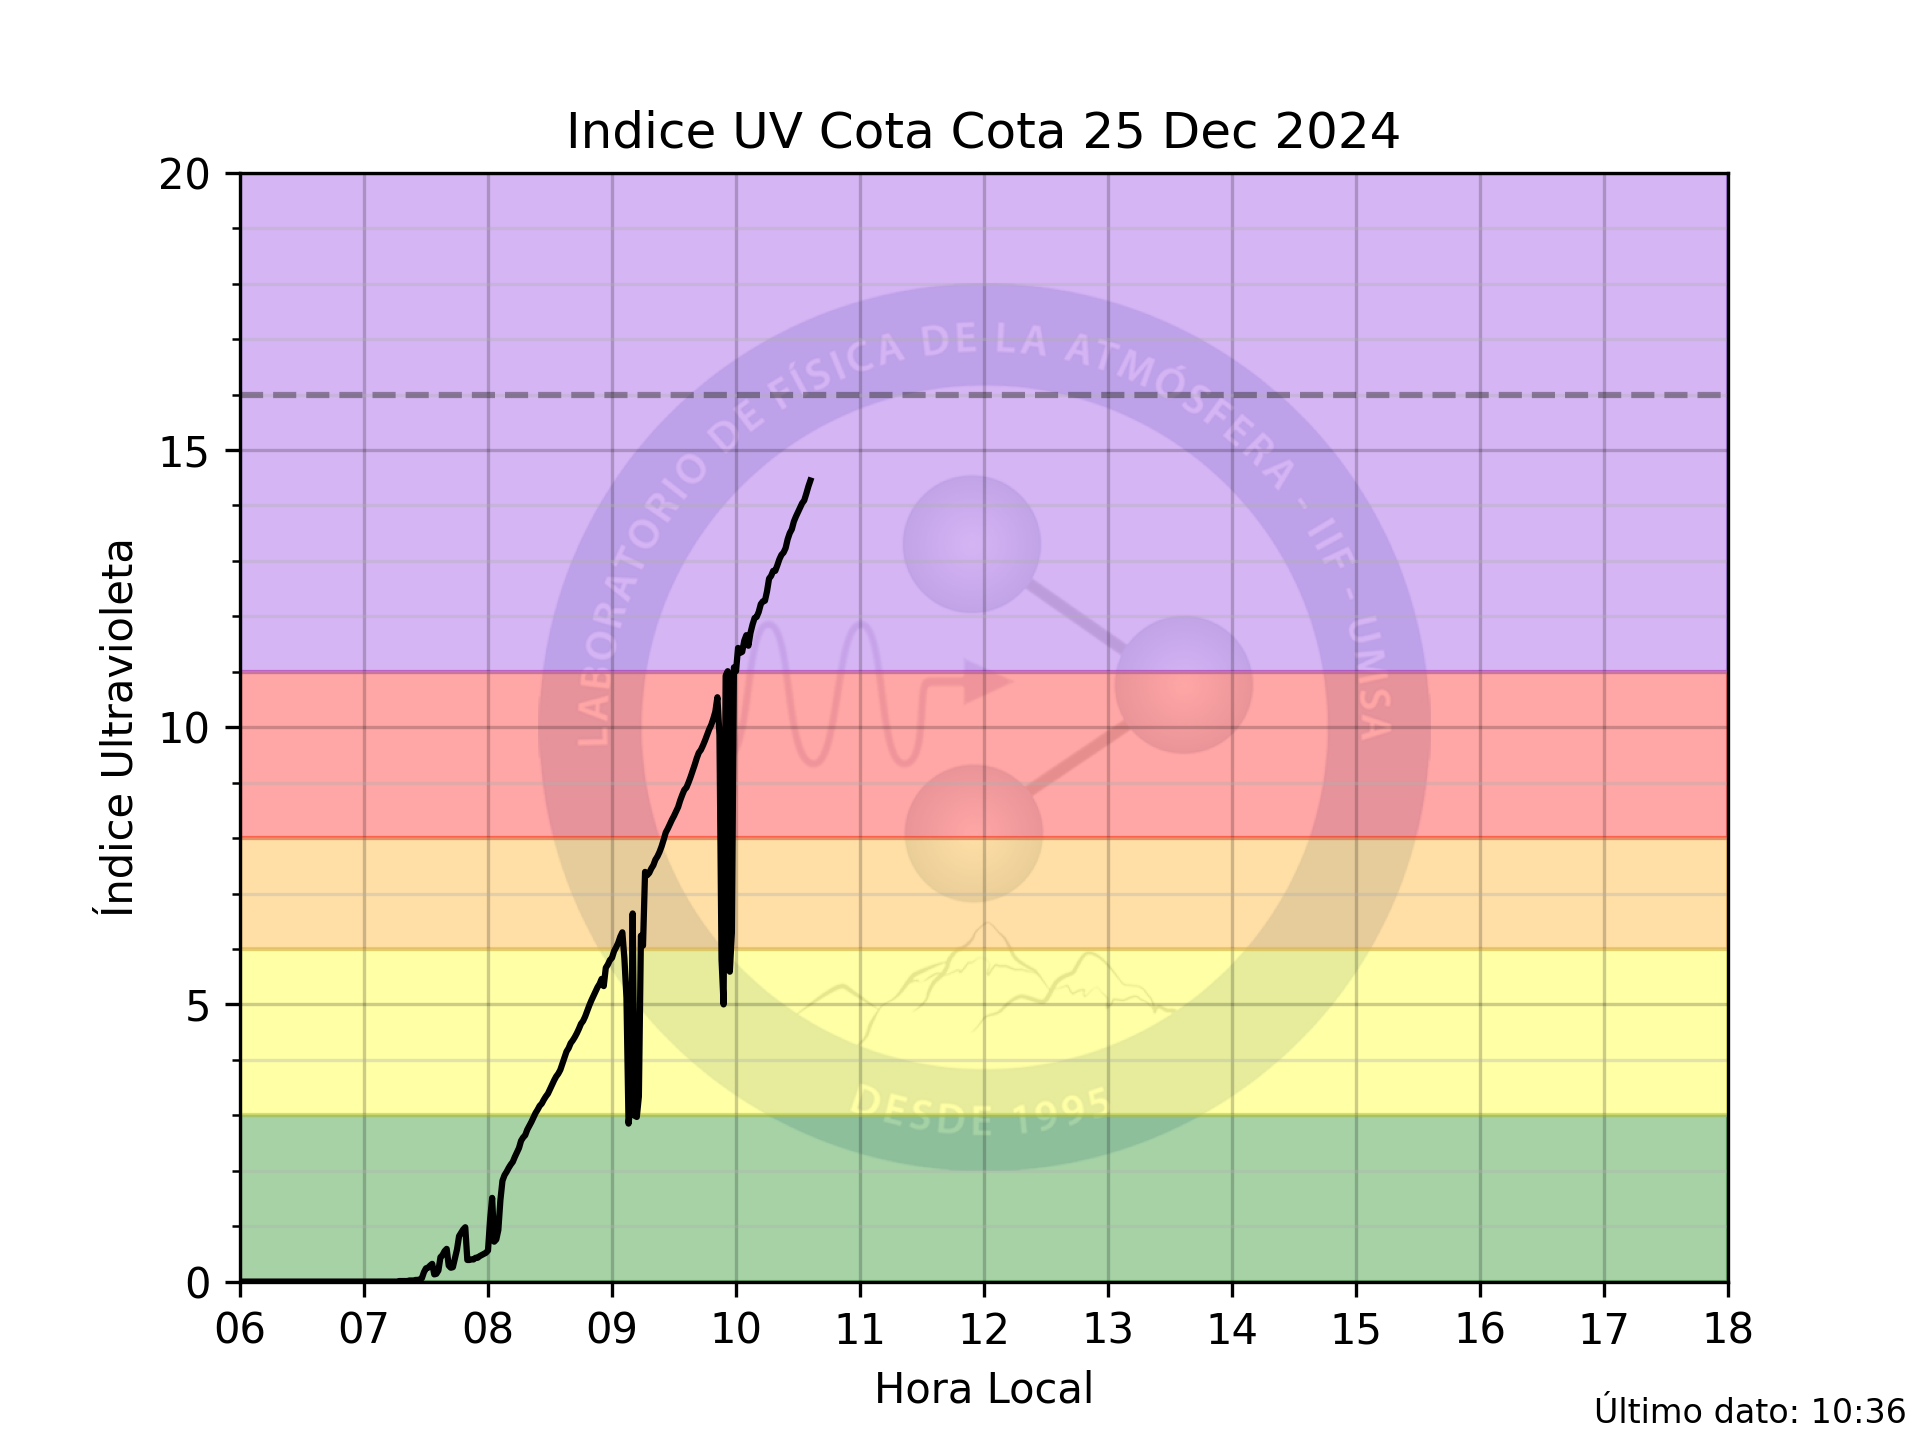 Indice UV Cota Cota 25 Dec 2024
20
15
10
5
0
Índice Ultravioleta
LABORATORIO DE FÍSICA DE LA ATMÓSFERA - IIF - UMSA
DESDE 1995
06 07 08 09 10 11 12 13 14 15 16 17 18
Hora Local
Último dato: 10:36